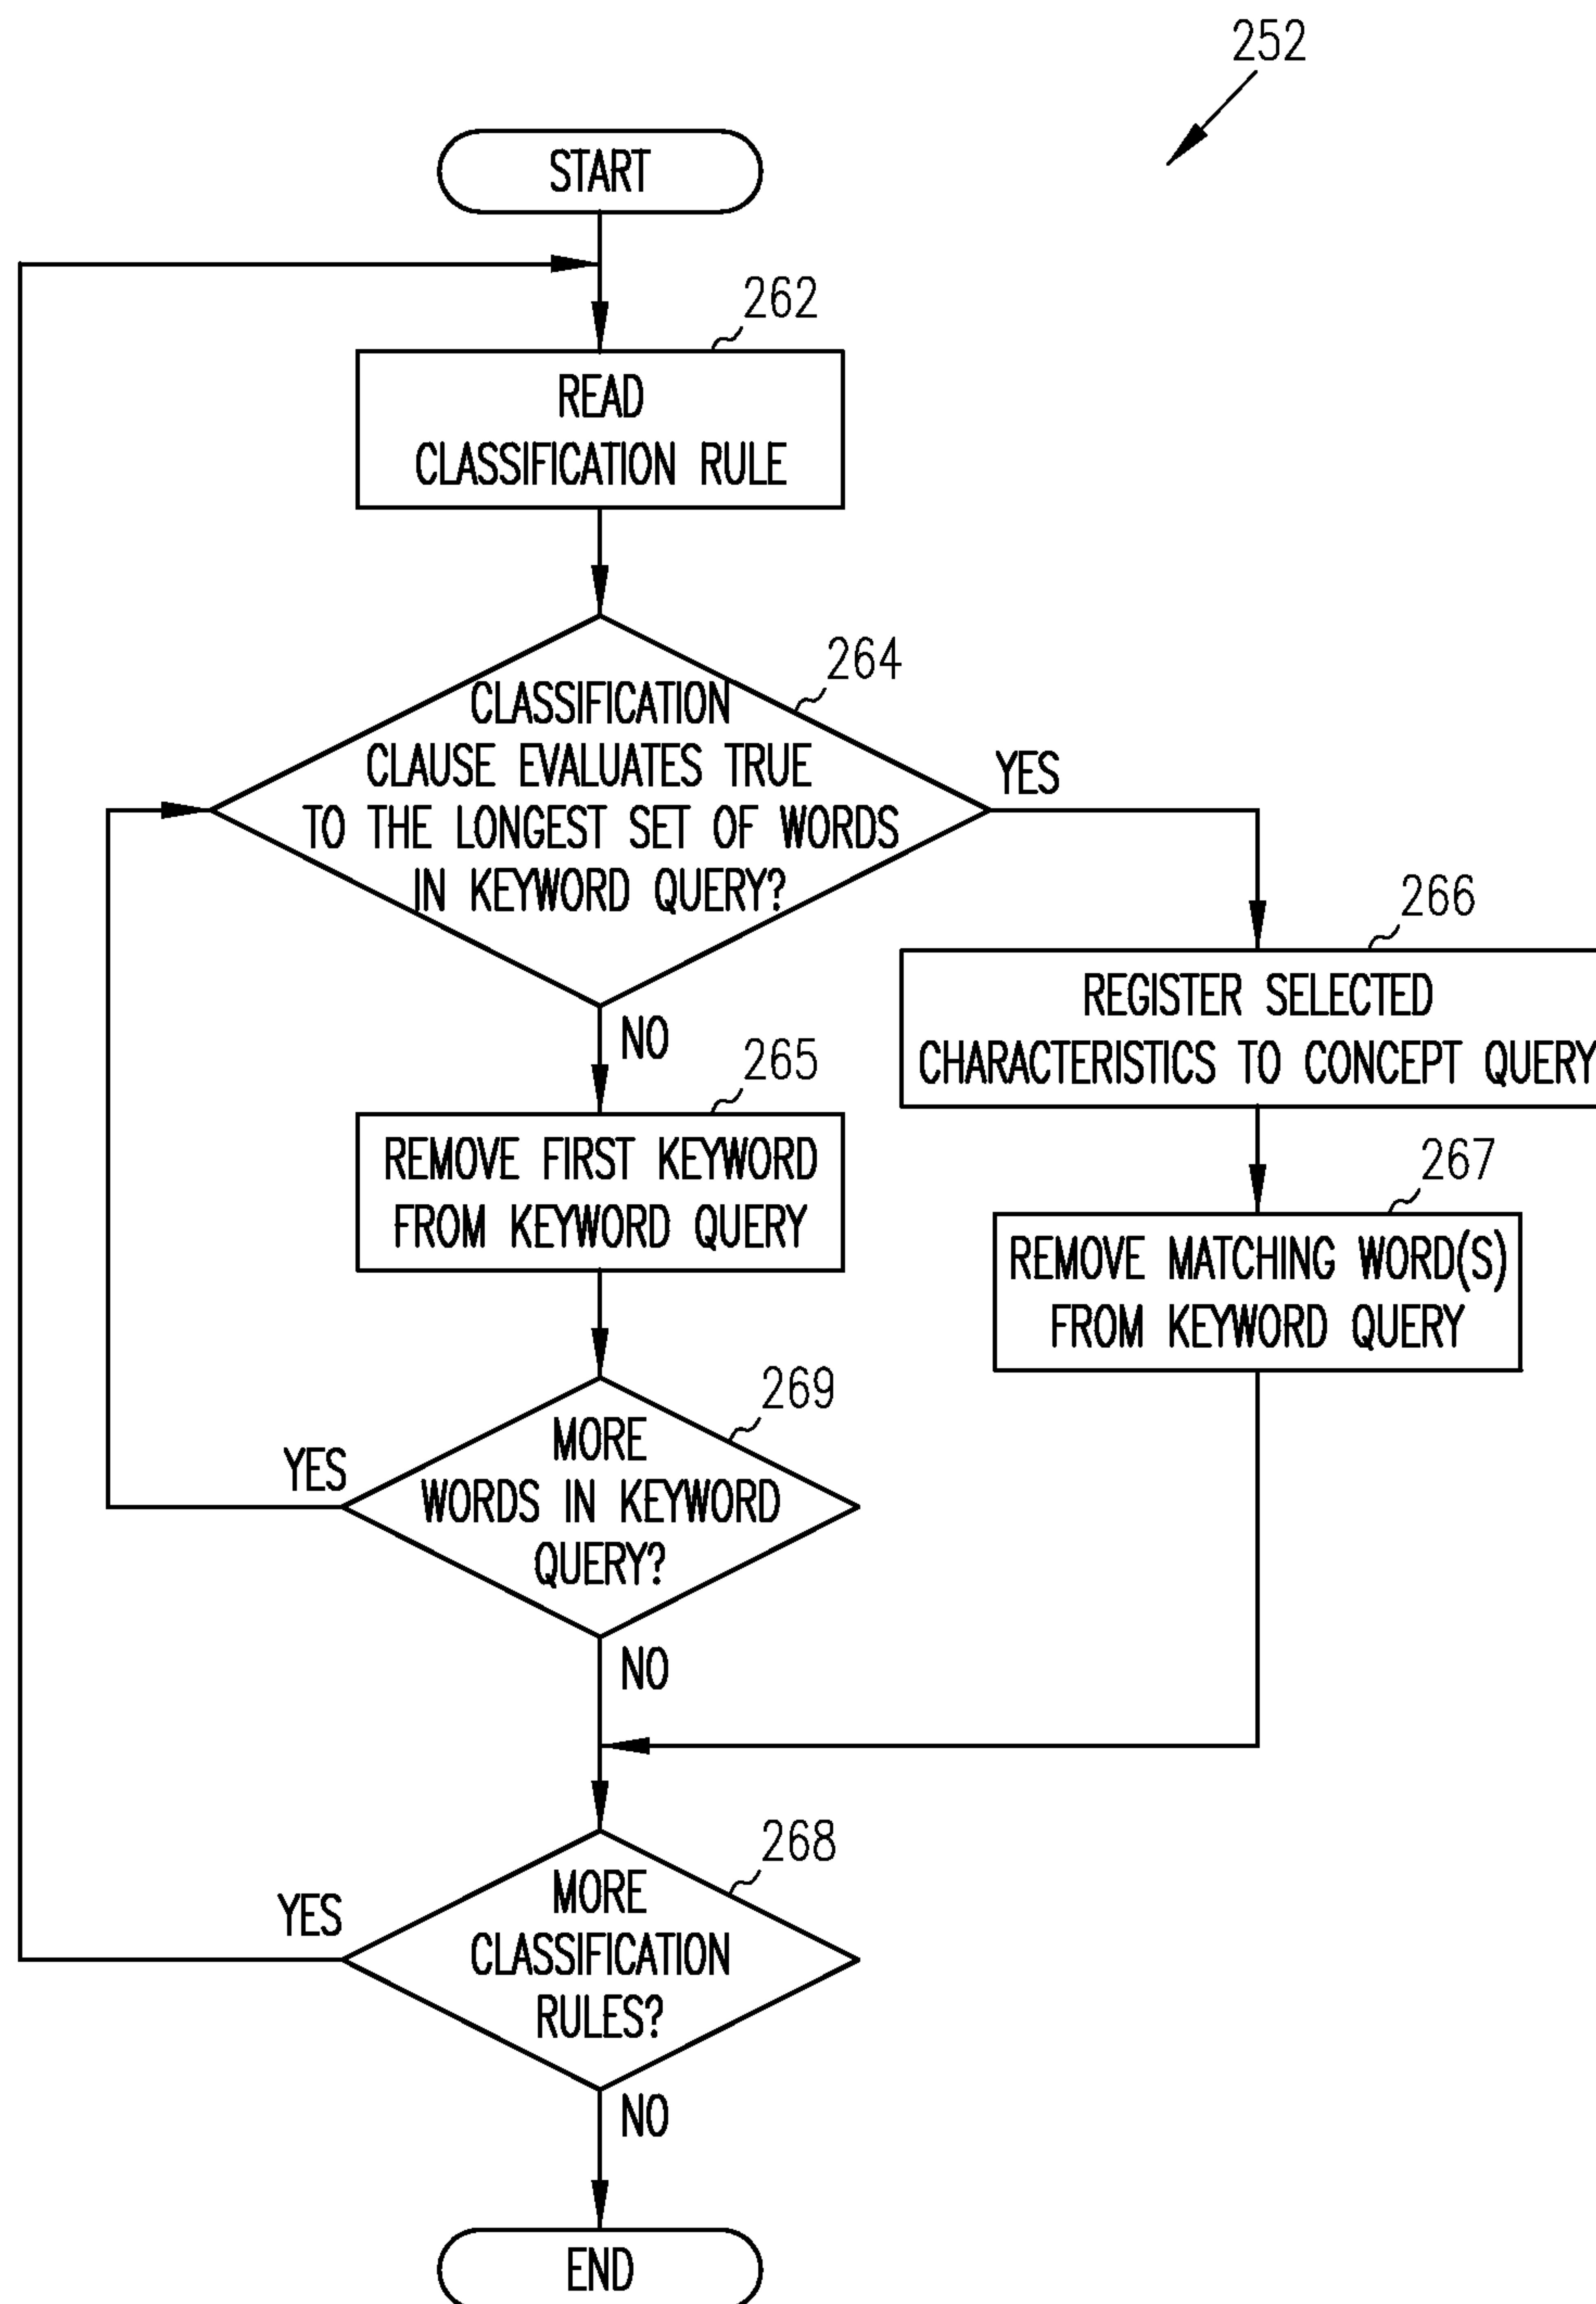 252
START
262
READ
CLASSIFICATION RULE
264
CLASSIFICATION
CLAUSE EVALUATES TRUE
TO THE LONGEST SET OF WORDS
IN KEYWORD QUERY?
YES
NO
266
REGISTER SELECTED
CHARACTERISTICS TO CONCEPT QUERY
265
REMOVE FIRST KEYWORD
FROM KEYWORD QUERY
267
REMOVE MATCHING WORD(S)
FROM KEYWORD QUERY
269
MORE
WORDS IN KEYWORD
QUERY?
YES
NO
268
MORE
CLASSIFICATION
RULES?
YES
NO
END